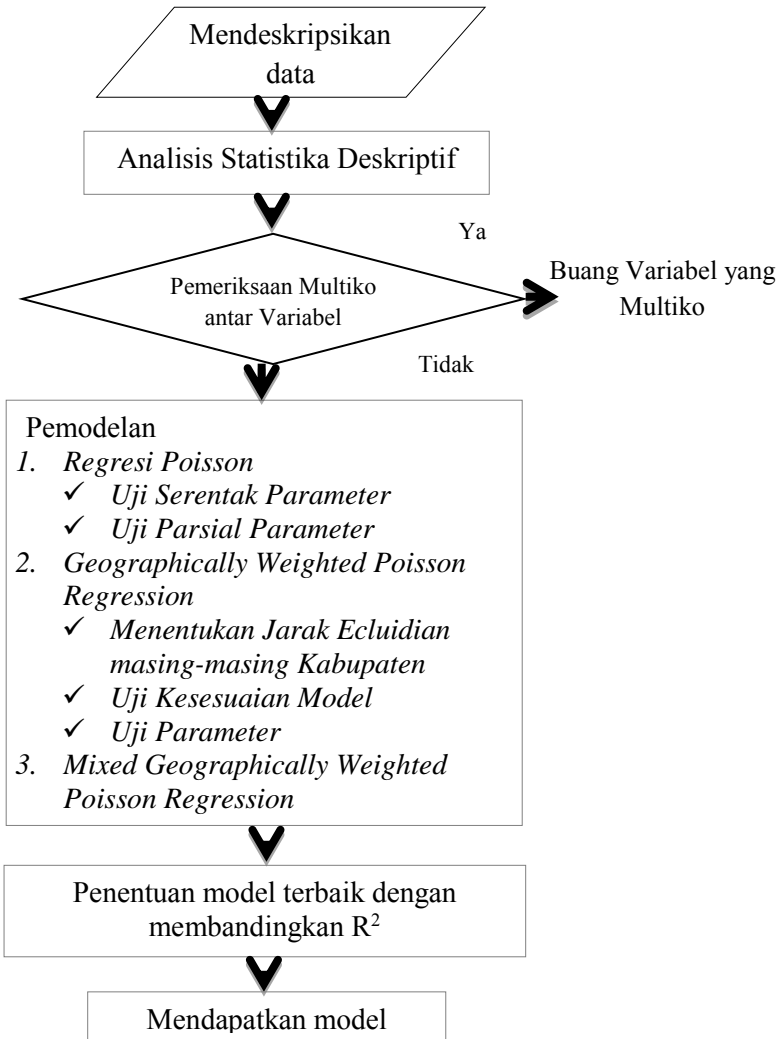 Mendeskripsikan
data
Analisis Statistika Deskriptif
Ya
Pemeriksaan Multiko
antar Variabel
Buang Variabel yang
Multiko
Tidak
Pemodelan
1. Regresi Poisson
✓ Uji Serentak Parameter
✓ Uji Parsial Parameter
2. Geographically Weighted Poisson
Regression
✓ Menentukan Jarak Ecluidian
masing-masing Kabupaten
✓ Uji Kesesuaian Model
✓ Uji Parameter
3. Mixed Geographically Weighted
Poisson Regression
Penentuan model terbaik dengan
membandingkan R²
Mendapatkan model